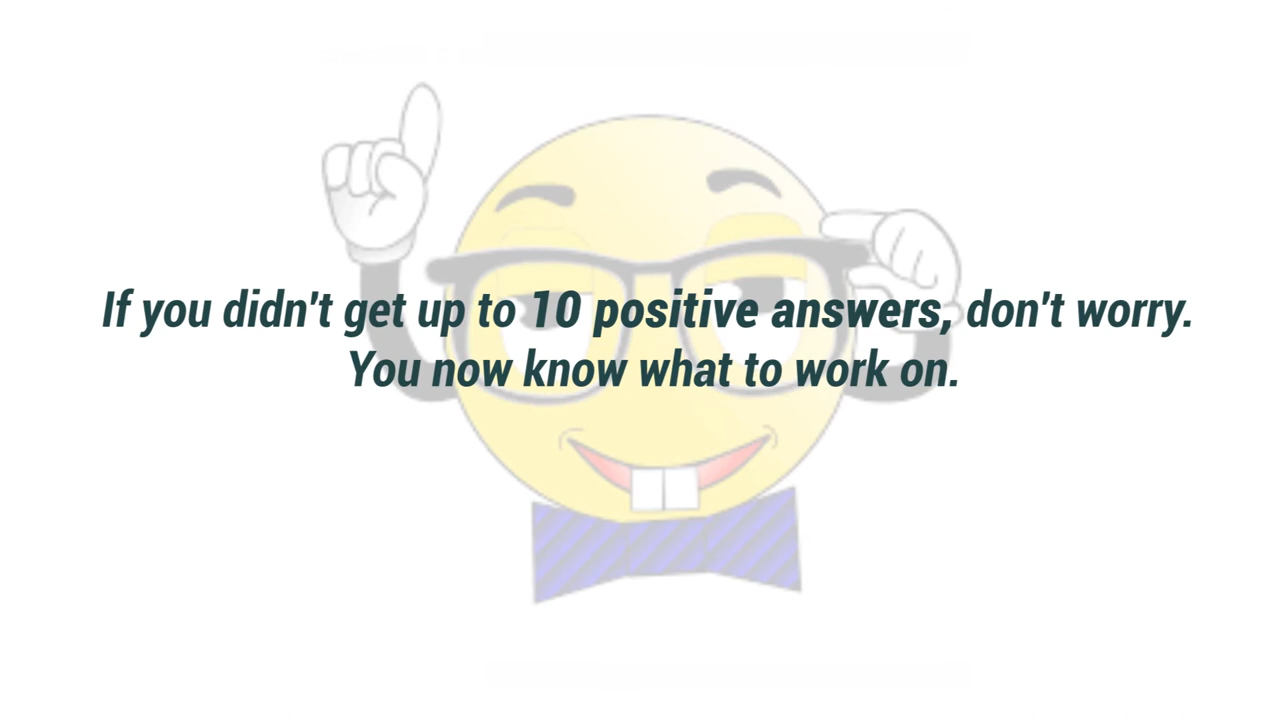 If you didn't get up to 10 positive answers, don't worry.
You now know what to work on.